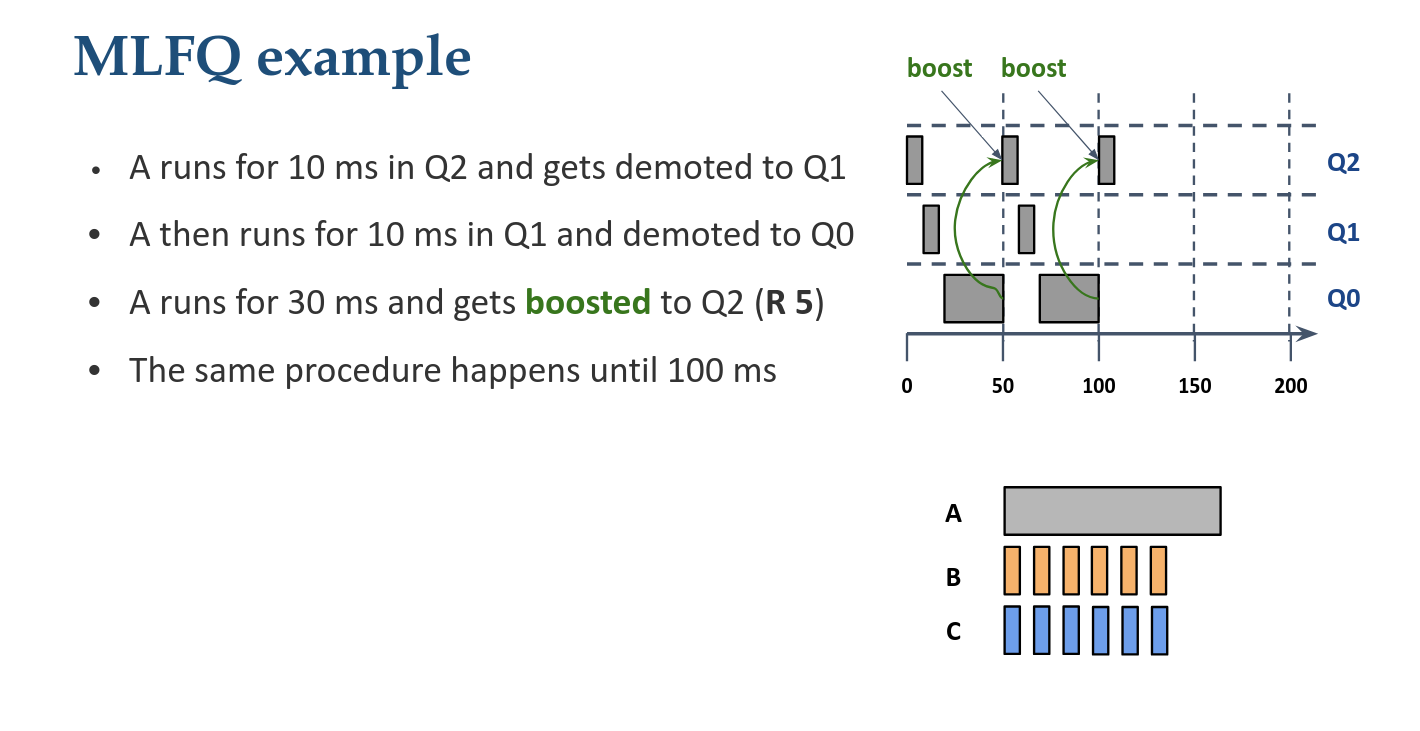 MLFQ example
• A runs for 10 ms in Q2 and gets demoted to Q1
• A then runs for 10 ms in Q1 and demoted to Q0
• A runs for 30 ms and gets boosted to Q2 (R 5)
• The same procedure happens until 100 ms
boost boost
Q2
Q1
Q0
0 50 100 150 200
A
B
C